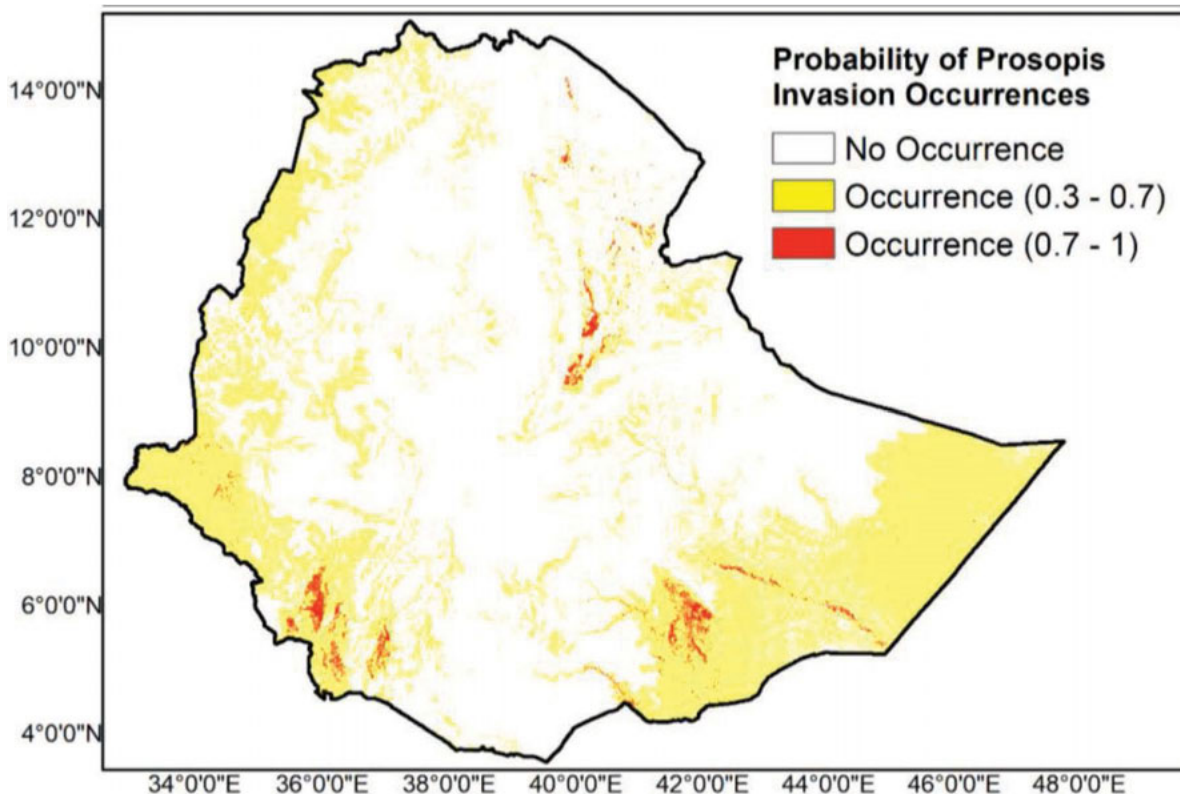 Probability of Prosopis
Invasion Occurrences
No Occurrence
Occurrence (0.3 - 0.7)
Occurrence (0.7 - 1)
14°0'0"N
12°0'0"N
10°0'0"N
8°0'0"N
6°0'0"N
4°0'0"N
34°0'0"E 36°0'0"E 38°0'0"E 40°0'0"E 42°0'0"E 44°0'0"E 46°0'0"E 48°0'0"E